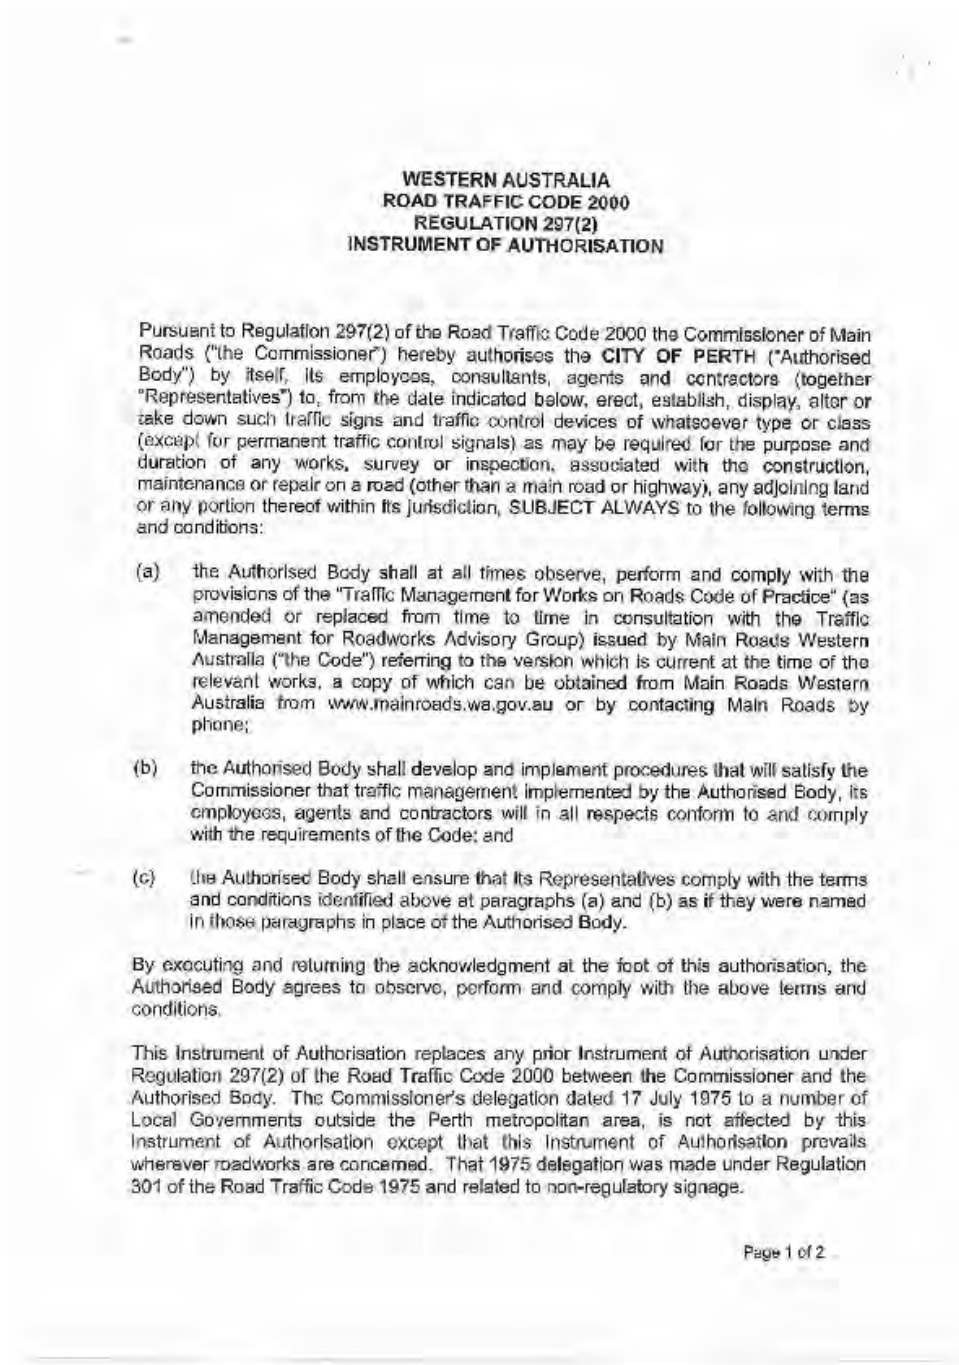 WESTERN AUSTRALIA
ROAD TRAFFIC CODE 2000
REGULATION 297(2)
INSTRUMENT OF AUTHORISATION
Pursuant to Regulation 297(2) of the Road Traffic Code 2000 the Commissioner of Main
Roads ("the Commissioner") hereby authorises the CITY OF PERTH ("Authorised
Body") by itself, its employees, consultants, agents and contractors (together
"Representatives") to, from the date indicated below, erect, establish, display, alter or
take down such traffic signs and traffic control devices of whatsoever type or class
(except for permanent traffic control signals) as may be required for the purpose and
duration of any works, survey or inspection, associated with the construction,
maintenance or repair on a road (other than a main road or highway), any adjoining land
or any portion thereof within its jurisdiction, SUBJECT ALWAYS to the following terms
and conditions:
(a) the Authorised Body shall at all times observe, perform and comply with the
provisions of the "Traffic Management for Works on Roads Code of Practice" (as
amended or replaced from time to time in consultation with the Traffic
Management for Roadworks Advisory Group) issued by Main Roads Western
Australia ("the Code") referring to the version which is current at the time of the
relevant works, a copy of which can be obtained from Main Roads Western
Australia from www.mainroads.wa.gov.au or by contacting Main Roads by
phone;
(b) the Authorised Body shall develop and implement procedures that will satisfy the
Commissioner that traffic management implemented by the Authorised Body, its
employees, agents and contractors will in all respects conform to and comply
with the requirements of the Code; and
(c) the Authorised Body shall ensure that its Representatives comply with the terms
and conditions identified above at paragraphs (a) and (b) as if they were named
in those paragraphs in place of the Authorised Body.
By executing and returning the acknowledgment at the foot of this authorisation, the
Authorised Body agrees to observe, perform and comply with the above terms and
conditions.
This Instrument of Authorisation replaces any prior Instrument of Authorisation under
Regulation 297(2) of the Road Traffic Code 2000 between the Commissioner and the
Authorised Body. The Commissioner's delegation dated 17 July 1975 to a number of
Local Governments outside the Perth metropolitan area, is not affected by this
Instrument of Authorisation except that this Instrument of Authorisation prevails
wherever roadworks are concerned. That 1975 delegation was made under Regulation
301 of the Road Traffic Code 1975 and related to non-regulatory signage.
Page 1 of 2